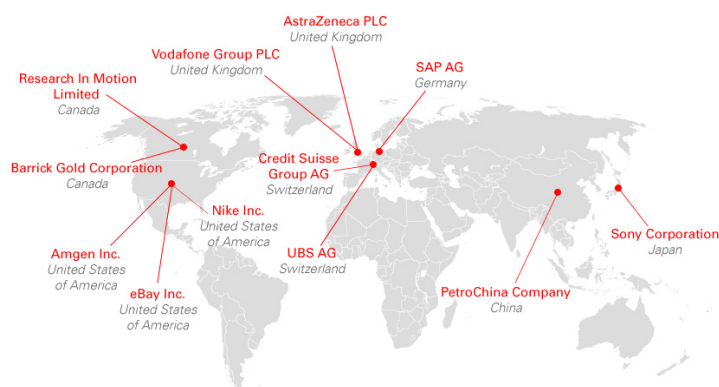 AstraZeneca PLC
United Kingdom
Vodafone Group PLC
United Kingdom
SAP AG
Germany
Research In Motion
Limited
Canada
Barrick Gold Corporation
Canada
Credit Suisse
Group AG
Switzerland
Nike Inc.
United States
of America
Amgen Inc.
United States
of America
eBay Inc.
United States
of America
UBS AG
Switzerland
Sony Corporation
Japan
PetroChina Company
China